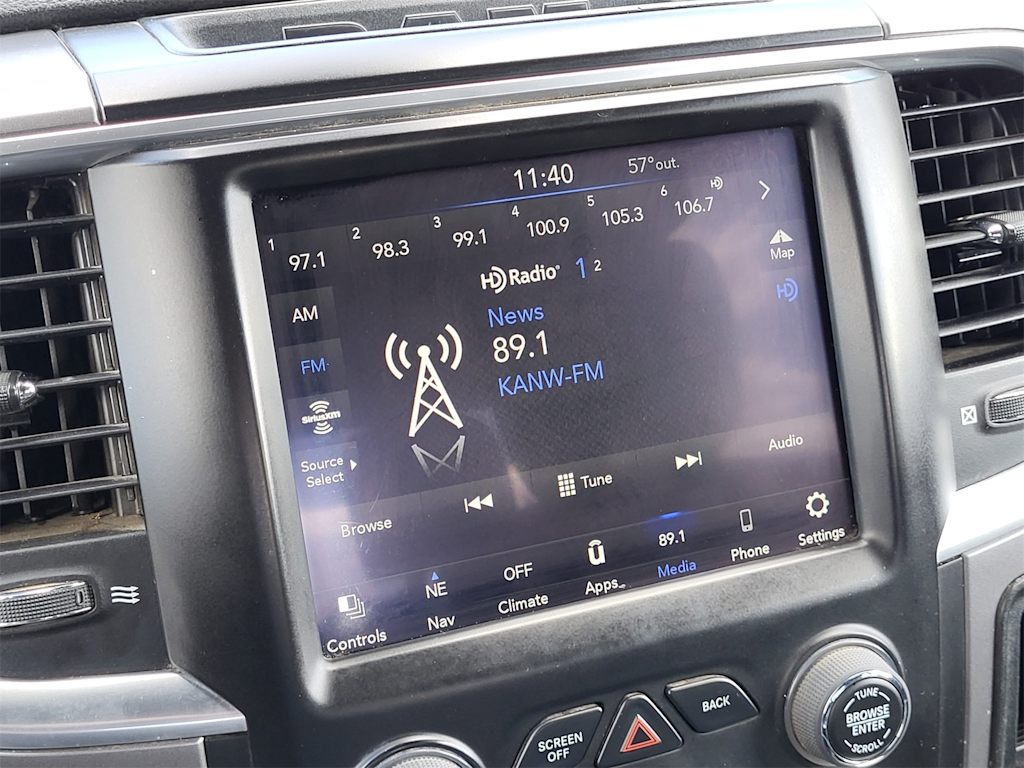 RAM
11:40 57° out.
1 97.1 2 98.3 3 99.1 4 100.9 5 105.3 6 106.7 HD
HD Radio 1 2
Map
AM
News
HD
89.1
FM
KANW-FM
SiriusXM
Source
Select
Browse Tune Audio
NE OFF 89.1
Controls Nav Climate Apps Media Phone Settings
SCREEN
OFF
BACK
TUNE
BROWSE
ENTER
SCROLL